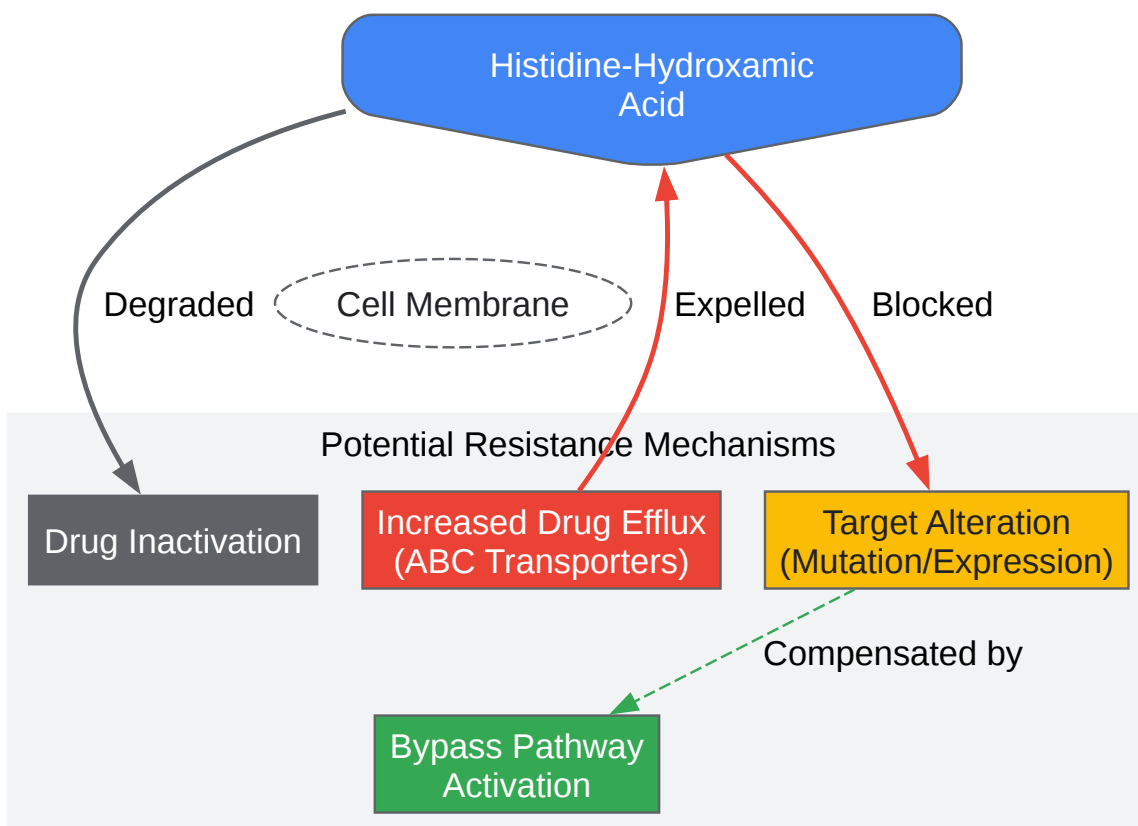 Histidine-Hydroxamic
Acid
Degraded
Cell Membrane
Expelled
Blocked
Potential Resistance Mechanisms
Drug Inactivation
Increased Drug Efflux
(ABC Transporters)
Target Alteration
(Mutation/Expression)
Compensated by
Bypass Pathway
Activation